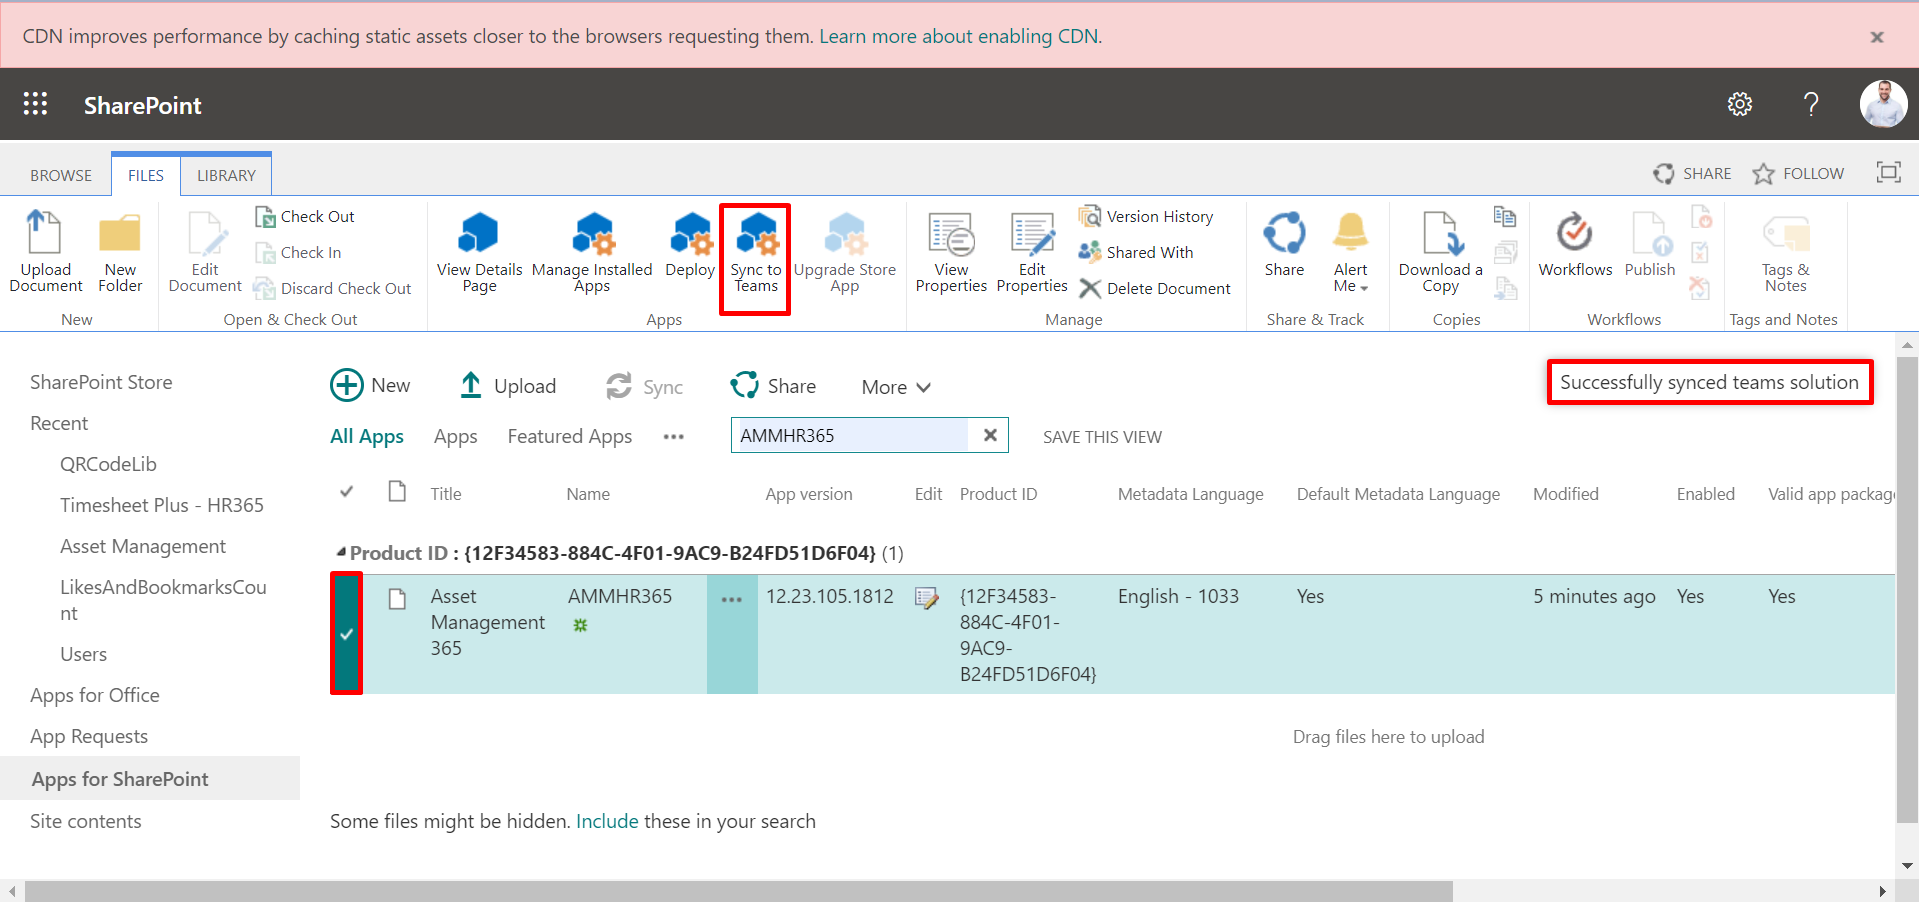 CDN improves performance by caching static assets closer to the browsers requesting them. Learn more about enabling CDN.
SharePoint
BROWSE FILES LIBRARY SHARE FOLLOW
Upload Document
New Folder
New
Edit Document
Check Out
Check In
Discard Check Out
Open & Check Out
View Details Page
Manage Installed Apps
Deploy
Sync to Teams
Upgrade Store App
Apps
View Properties
Edit Properties
Version History
Shared With
Delete Document
Manage
Share
Alert Me
Share & Track
Download a Copy
Copies
Workflows
Publish
Workflows
Tags & Notes
Tags and Notes
SharePoint Store
Recent
QRCodeLib
Timesheet Plus - HR365
Asset Management
LikesAndBookmarksCou
nt
Users
Apps for Office
App Requests
Apps for SharePoint
Site contents
New Upload Sync Share More
Successfully synced teams solution
All Apps Apps Featured Apps ••• AMMHR365 SAVE THIS VIEW
Title Name App version Edit Product ID Metadata Language Default Metadata Language Modified Enabled Valid app package
Product ID : {12F34583-884C-4F01-9AC9-B24FD51D6F04} (1)
Asset Management 365
AMMHR365
•••
12.23.105.1812
{12F34583-
884C-4F01-
9AC9-
B24FD51D6F04}
English - 1033
Yes
5 minutes ago
Yes
Yes
Drag files here to upload
Some files might be hidden. Include these in your search